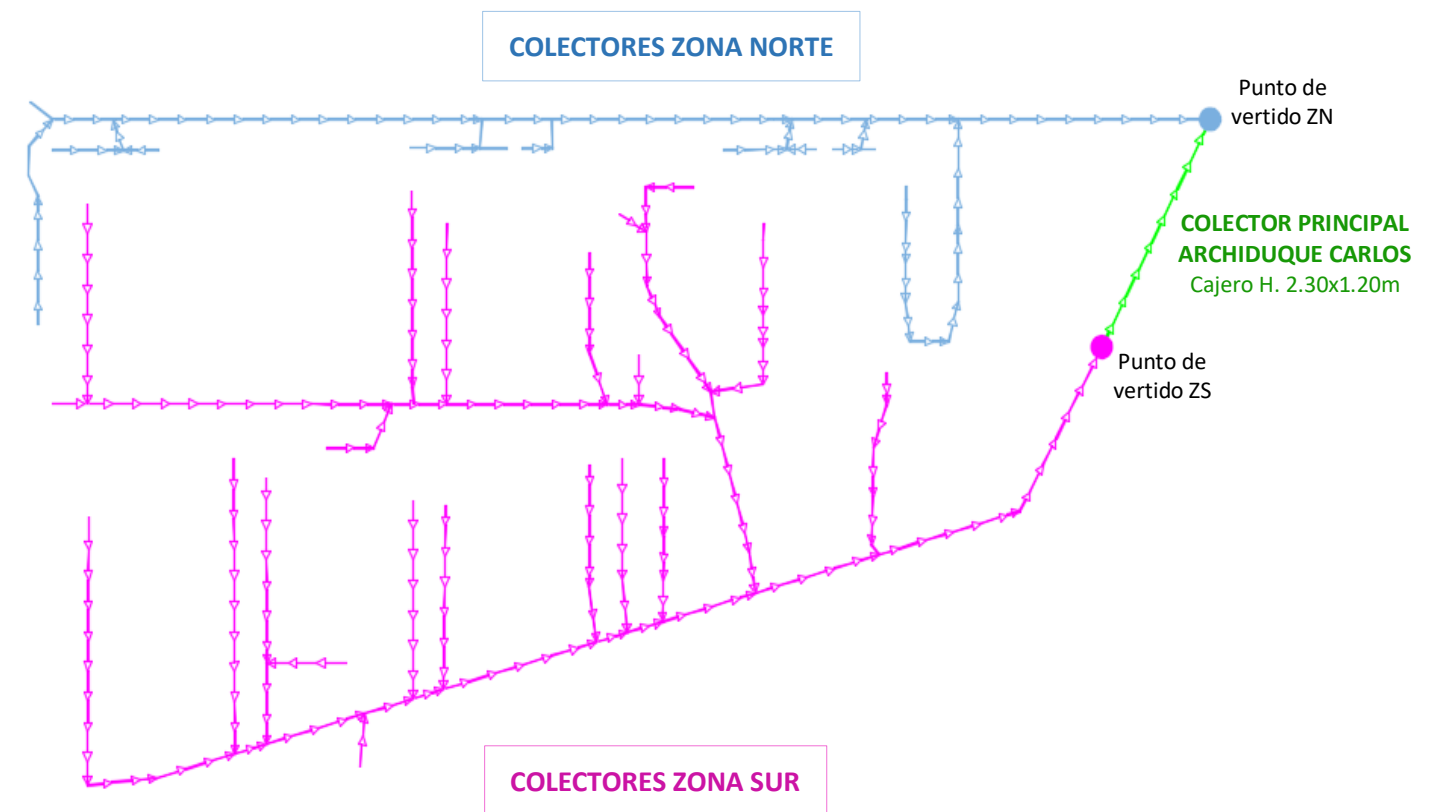 COLECTORES ZONA NORTE
Punto de
vertido ZN
COLECTOR PRINCIPAL
ARCHIDUQUE CARLOS
Cajero H. 2.30x1.20m
Punto de
vertido ZS
COLECTORES ZONA SUR